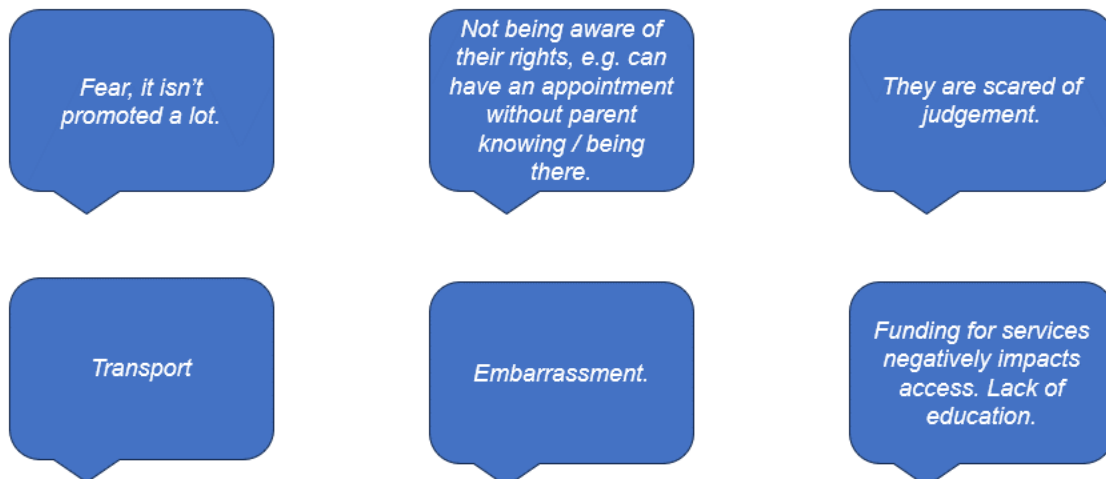 Fear, it isn’t
promoted a lot.
Not being aware of
their rights, e.g. can
have an appointment
without parent
knowing / being
there.
They are scared of
judgement.
Transport
Embarrassment.
Funding for services
negatively impacts
access. Lack of
education.